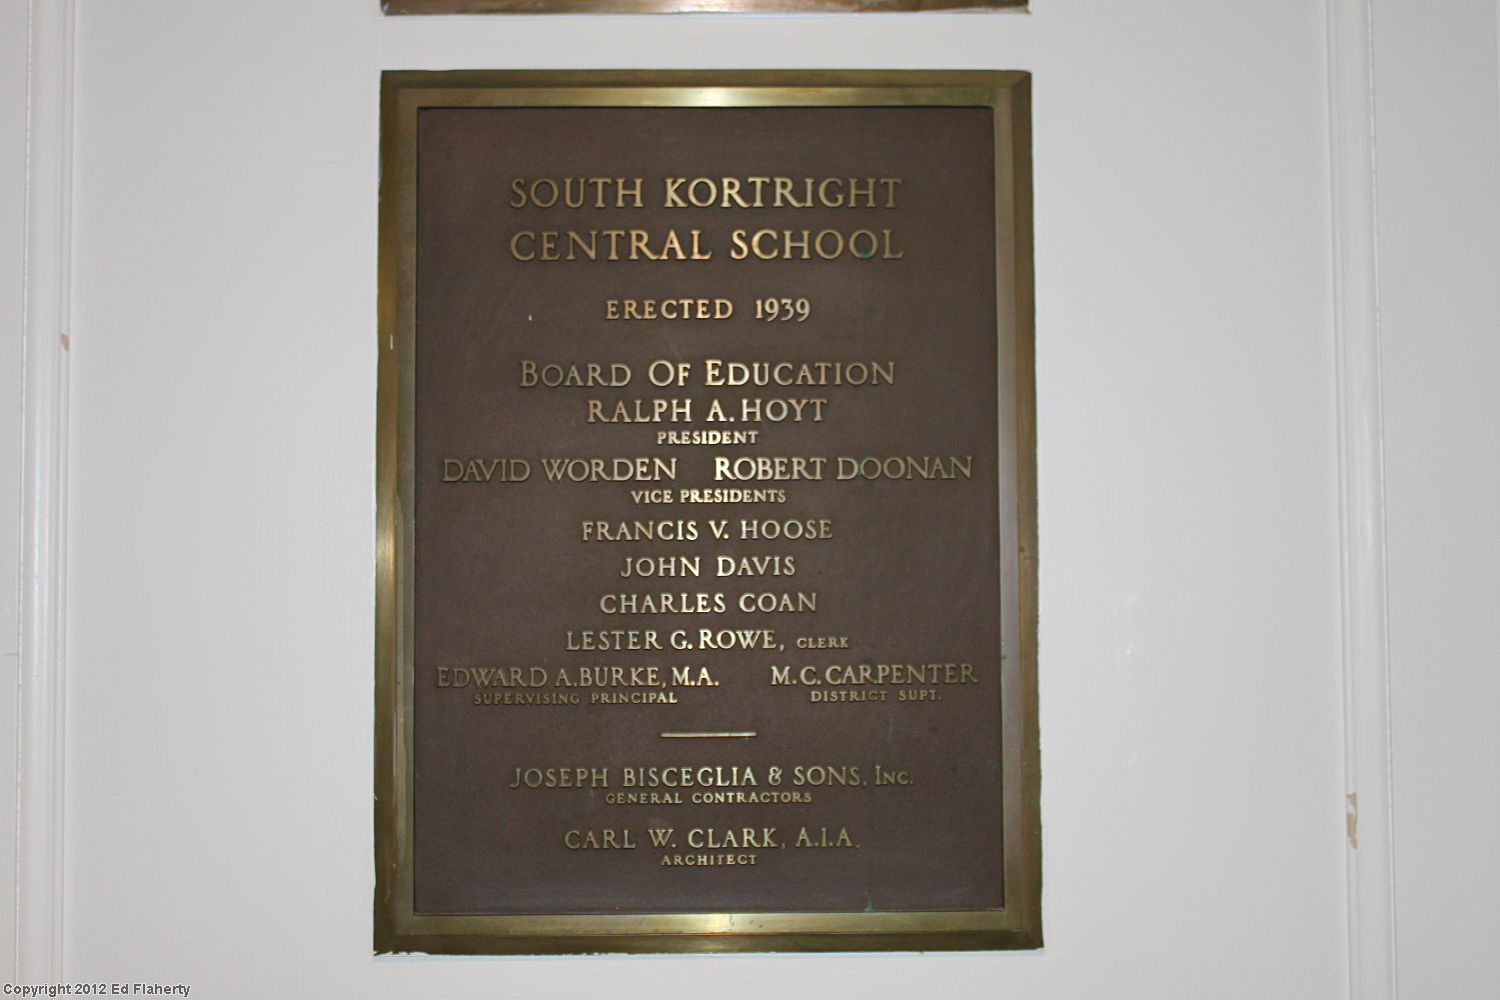 SOUTH KORTRIGHT
CENTRAL SCHOOL
ERECTED 1939
BOARD OF EDUCATION
RALPH A. HOYT
PRESIDENT
DAVID WORDEN ROBERT DOONAN
VICE PRESIDENTS
FRANCIS V. HOOSE
JOHN DAVIS
CHARLES COAN
LESTER G. ROWE, CLERK
EDWARD A. BURKE, M.A. M.C. CARPENTER
SUPERVISING PRINCIPAL DISTRICT SUPT.
JOSEPH BISCEGLIA & SONS, INC.
GENERAL CONTRACTORS
CARL W. CLARK, A.I.A.
ARCHITECT
Copyright 2012 Ed Flaherty